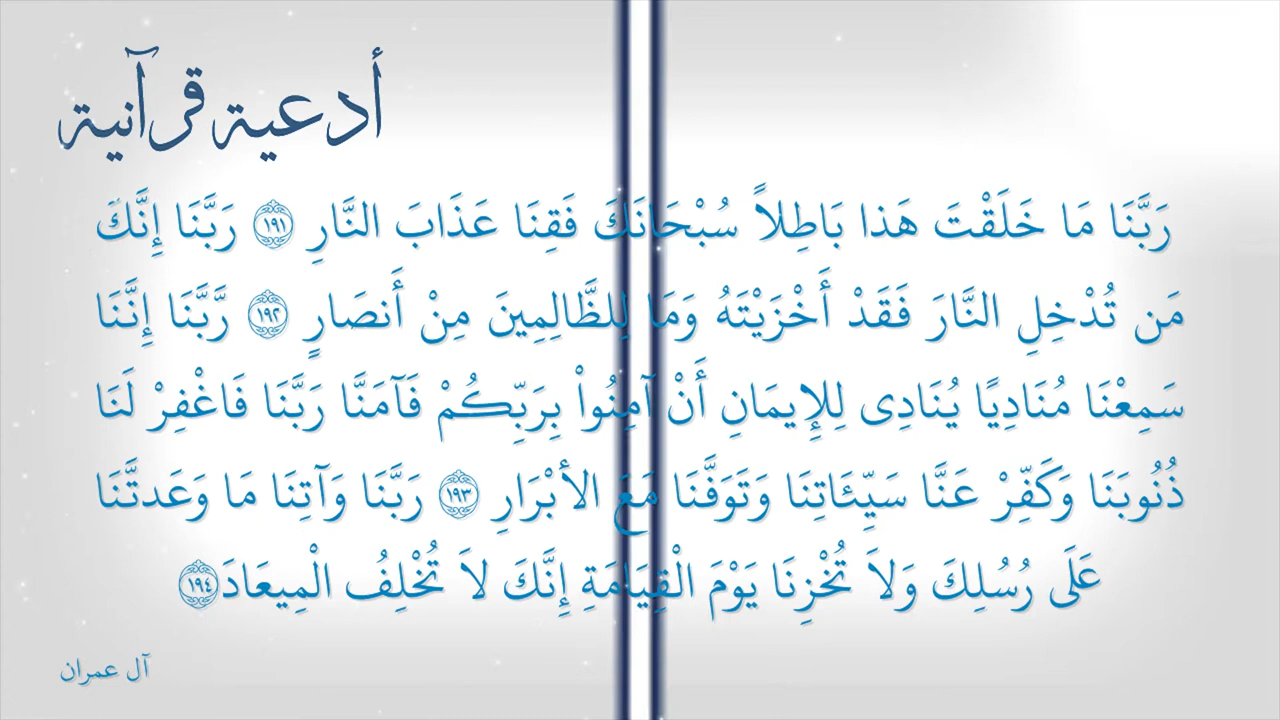 أدعية قرآنية
رَبَّنَا مَا خَلَقْتَ هَذا بَاطِلاً سُبْحَانَكَ فَقِنَا عَذَابَ النَّارِ ﴿١٩١﴾ رَبَّنَا إِنَّكَ
مَن تُدْخِلِ النَّارَ فَقَدْ أَخْزَيْتَهُ وَمَا لِلظَّالِمِينَ مِنْ أَنصَارٍ ﴿١٩٢﴾ رَّبَّنَا إِنَّنَا
سَمِعْنَا مُنَادِيًا يُنَادِى لِلإِيمَانِ أَنْ آمِنُواْ بِرَبِّكُمْ فَآمَنَّا رَبَّنَا فَاغْفِرْ لَنَا
ذُنُوبَنَا وَكَفِّرْ عَنَّا سَيِّئَاتِنَا وَتَوَفَّنَا مَعَ الأبْرَارِ ﴿١٩٣﴾ رَبَّنَا وَآتِنَا مَا وَعَدتَّنَا
عَلَى رُسُلِكَ وَلاَ تُخْزِنَا يَوْمَ الْقِيَامَةِ إِنَّكَ لاَ تُخْلِفُ الْمِيعَادَ ﴿١٩٤﴾
آل عمران